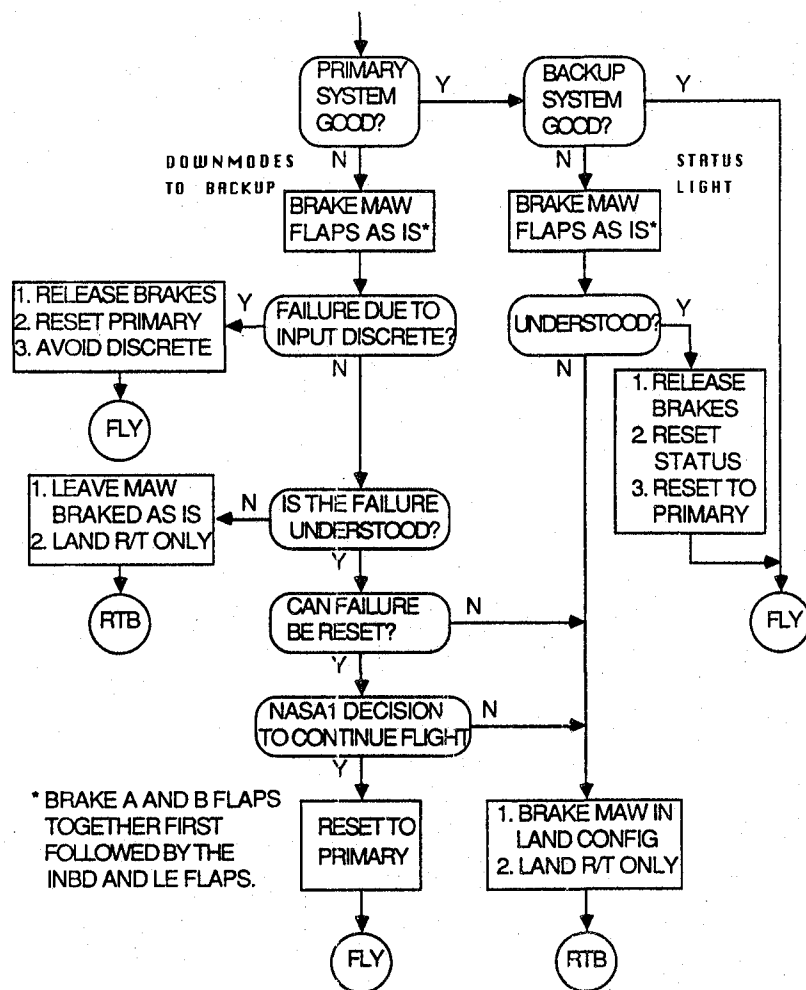 PRIMARY
SYSTEM
GOOD?
Y
BACKUP
SYSTEM
GOOD?
Y
N
DOWNMODES
TO BACKUP
N
STATUS
LIGHT
BRAKE MAW
FLAPS AS IS*
BRAKE MAW
FLAPS AS IS*
1. RELEASE BRAKES
2. RESET PRIMARY
3. AVOID DISCRETE
Y
FAILURE DUE TO
INPUT DISCRETE?
N
UNDERSTOOD?
Y
N
FLY
1. RELEASE
BRAKES
2. RESET
STATUS
3. RESET TO
PRIMARY
1. LEAVE MAW
BRAKED AS IS
2. LAND R/T ONLY
N
IS THE FAILURE
UNDERSTOOD?
Y
RTB
CAN FAILURE
BE RESET?
N
Y
FLY
NASA1 DECISION
TO CONTINUE FLIGHT
N
Y
* BRAKE A AND B FLAPS
TOGETHER FIRST
FOLLOWED BY THE
INBD AND LE FLAPS.
RESET TO
PRIMARY
1. BRAKE MAW IN
LAND CONFIG
2. LAND R/T ONLY
FLY
RTB